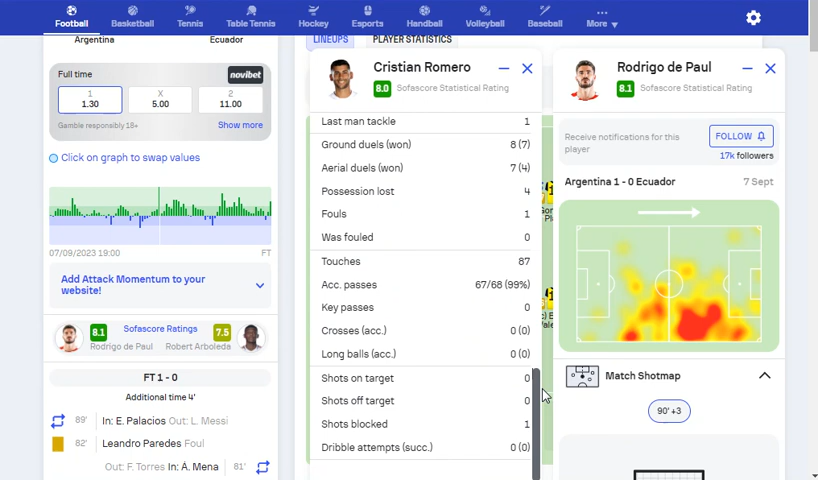 Football
Basketball
Tennis
Table Tennis
Hockey
Esports
Handball
Volleyball
Baseball
More
Argentina
Ecuador
Full time
novibet
1
1.30
X
5.00
2
11.00
Gamble responsibly 18+
Show more
Click on graph to swap values
07/09/2023 19:00
FT
Add Attack Momentum to your
website!
8.1
Sofascore Ratings
7.5
Rodrigo de Paul
Robert Arboleda
FT 1 - 0
Additional time 4'
89'
In: E. Palacios Out: L. Messi
82'
Leandro Paredes Foul
Out: F. Torres In: Á. Mena
81'
LINEUPS
PLAYER STATISTICS
Cristian Romero
8.0 Sofascore Statistical Rating
Last man tackle 1
Ground duels (won) 8 (7)
Aerial duels (won) 7 (4)
Possession lost 4
Fouls 1
Was fouled 0
Touches 87
Acc. passes 67/68 (99%)
Key passes 0
Crosses (acc.) 0 (0)
Long balls (acc.) 0 (0)
Shots on target 0
Shots off target 0
Shots blocked 1
Dribble attempts (succ.) 0 (0)
Rodrigo de Paul
8.1 Sofascore Statistical Rating
Receive notifications for this
player
FOLLOW
17k followers
Argentina 1 - 0 Ecuador
7 Sept
Match Shotmap
90' +3